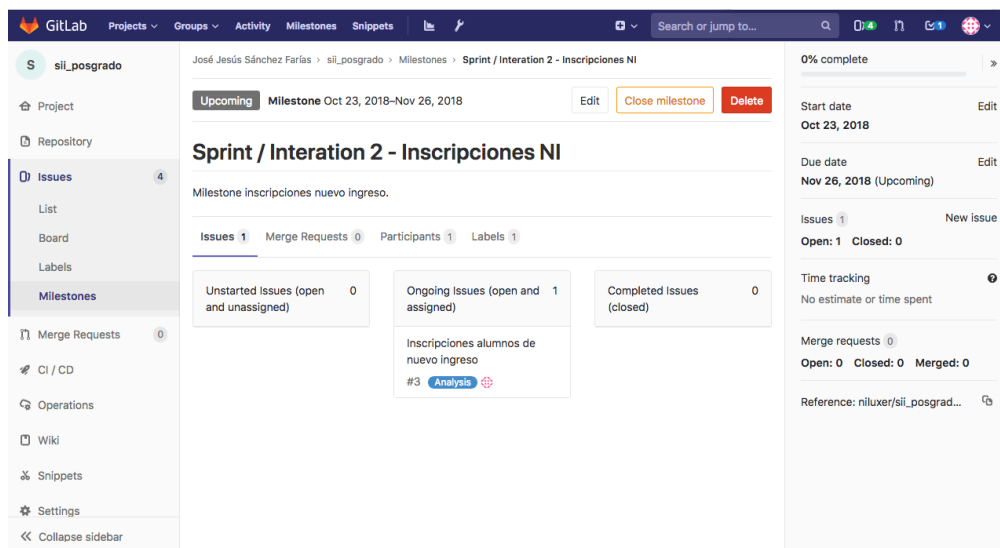 GitLab Projects Groups Activity Milestones Snippets Search or jump to... 4 1
S sii_posgrado
Project
Repository
Issues 4
List
Board
Labels
Milestones
Merge Requests 0
CI / CD
Operations
Wiki
Snippets
Settings
Collapse sidebar
José Jesús Sánchez Farías › sii_posgrado › Milestones › Sprint / Interation 2 - Inscripciones NI
Upcoming Milestone Oct 23, 2018–Nov 26, 2018 Edit Close milestone Delete
Sprint / Interation 2 - Inscripciones NI
Milestone inscripciones nuevo ingreso.
Issues 1 Merge Requests 0 Participants 1 Labels 1
Unstarted Issues (open 0
and unassigned)
Ongoing Issues (open and 1
assigned)
Inscripciones alumnos de
nuevo ingreso
#3 Analysis
Completed Issues 0
(closed)
0% complete »
Start date Edit
Oct 23, 2018
Due date Edit
Nov 26, 2018 (Upcoming)
Issues 1 New issue
Open: 1 Closed: 0
Time tracking ?
No estimate or time spent
Merge requests 0
Open: 0 Closed: 0 Merged: 0
Reference: niluxer/sii_posgrad...